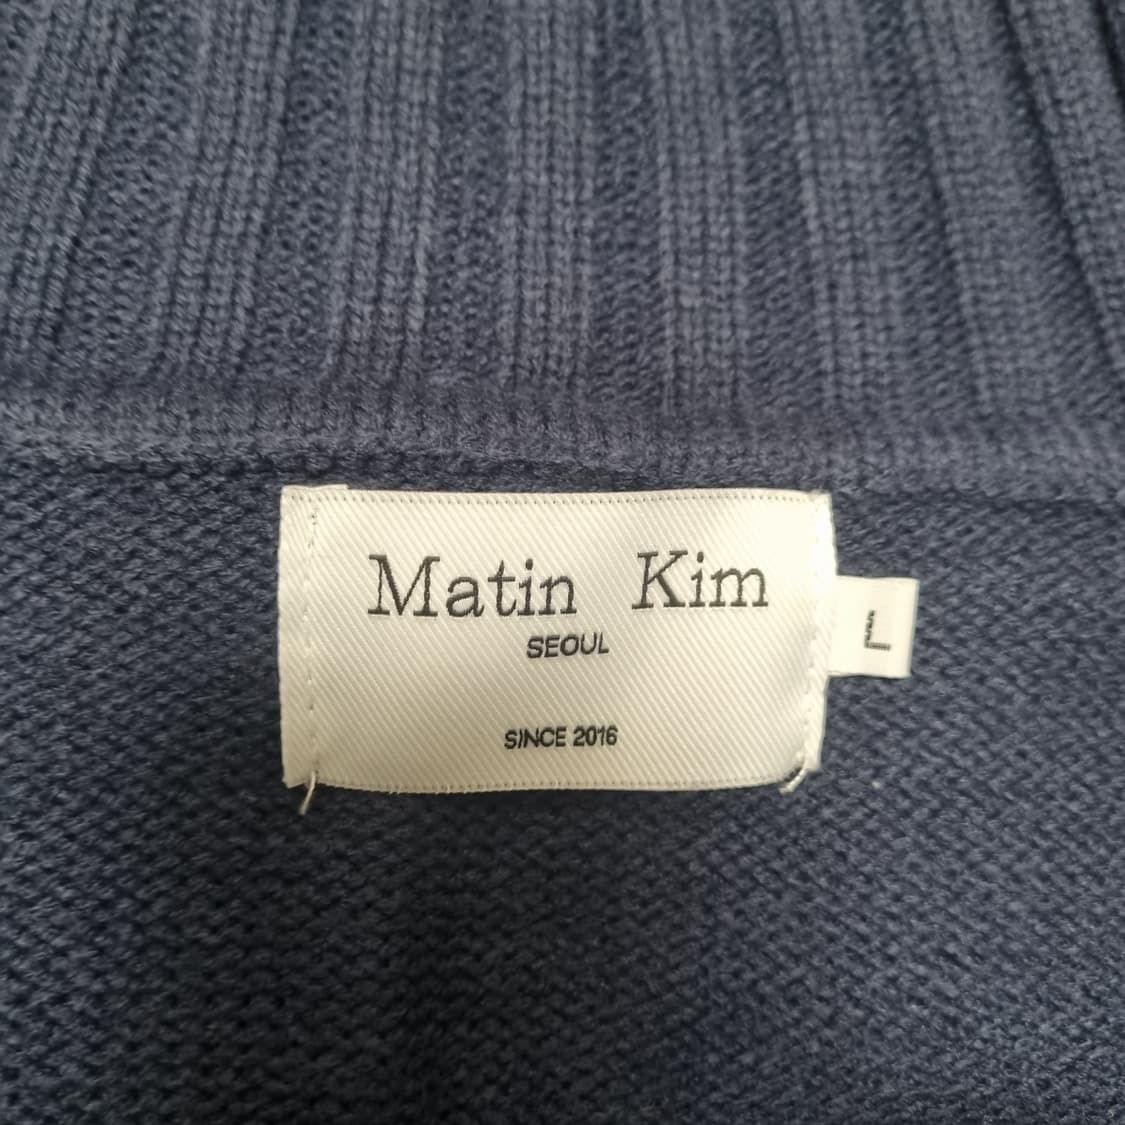 Matin Kim
SEOUL
SINCE 2016
L